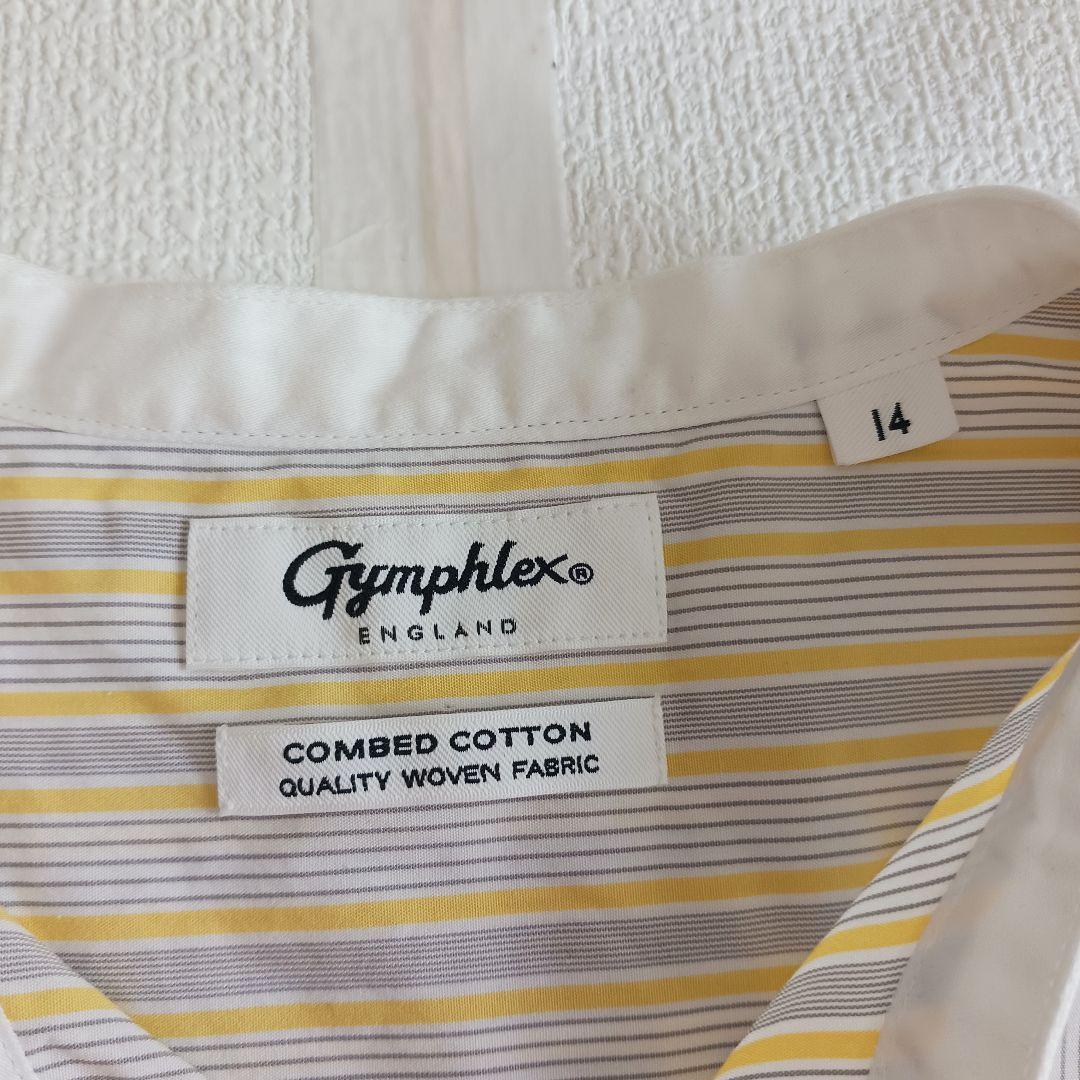 14
Gymphlex®
ENGLAND
COMBED COTTON
QUALITY WOVEN FABRIC